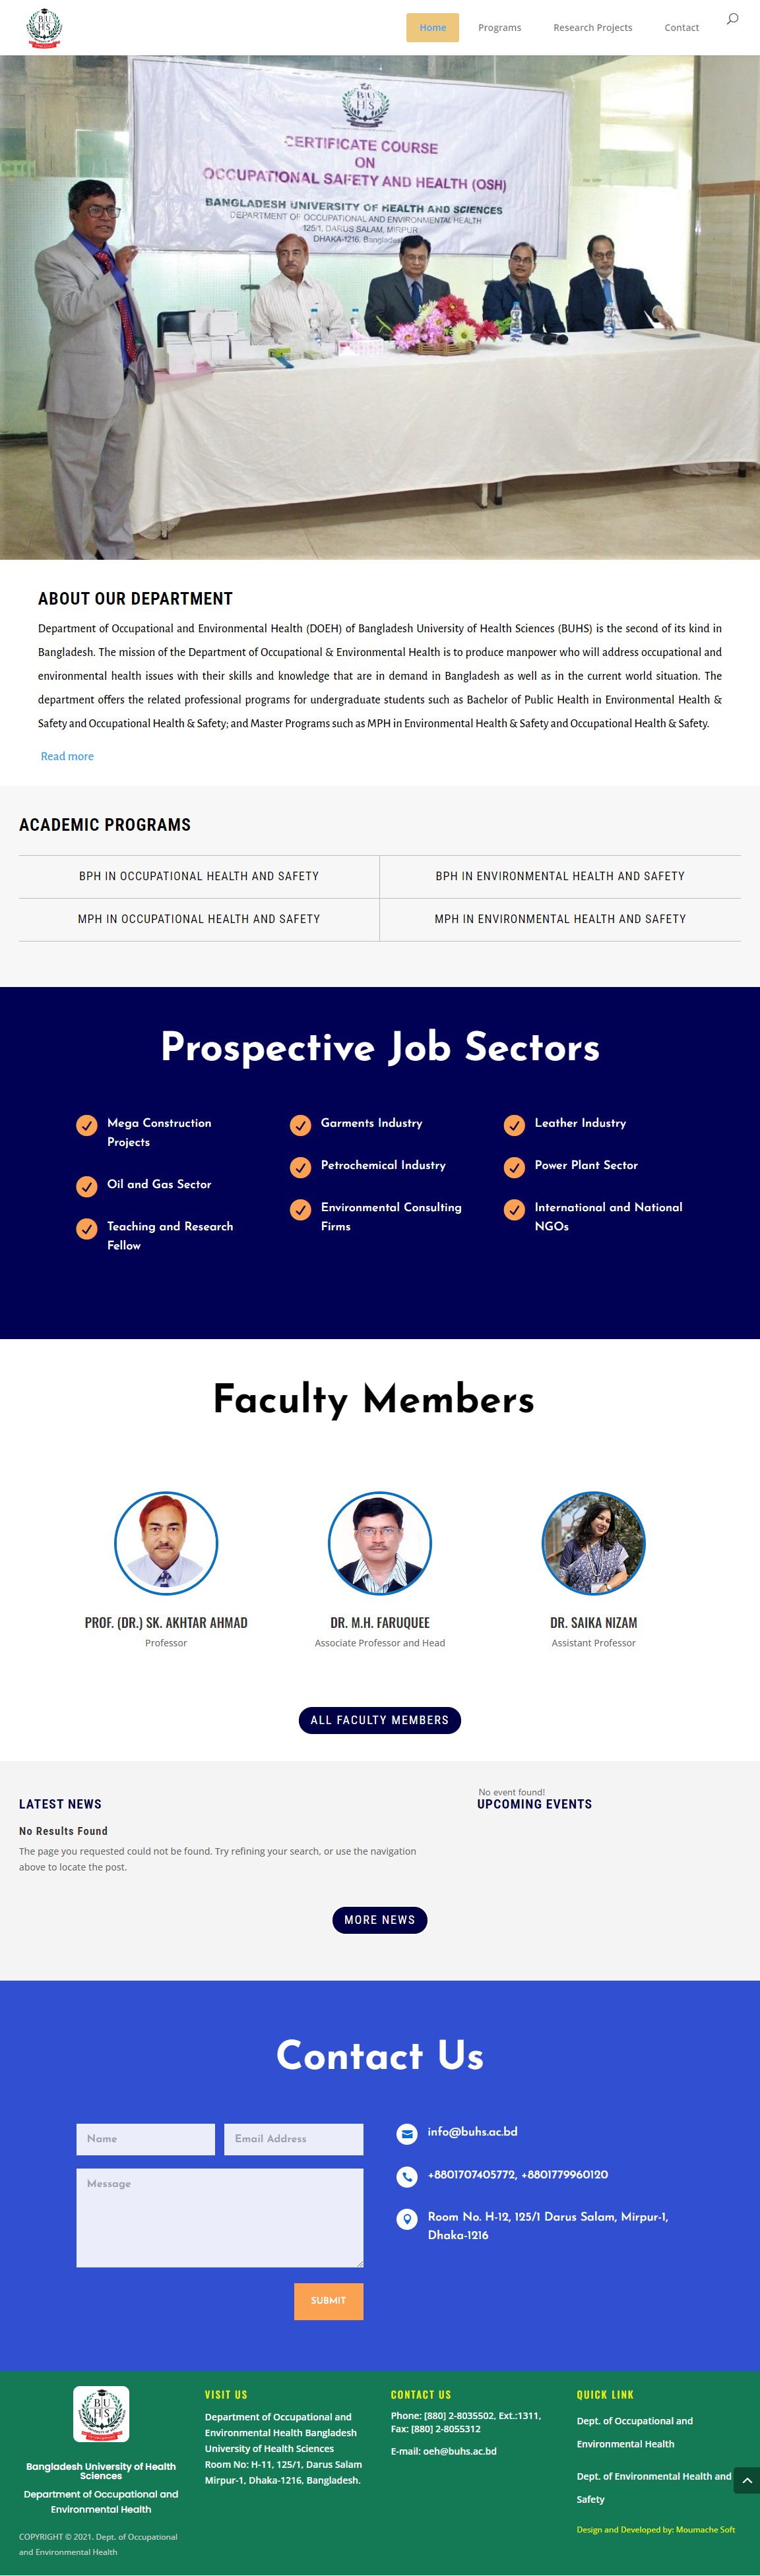 BUHS
Home
Programs
Research Projects
Contact
CERTIFICATE COURSE
ON
OCCUPATIONAL SAFETY AND HEALTH (OSH)
BANGLADESH UNIVERSITY OF HEALTH AND SCIENCES
DEPARTMENT OF OCCUPATIONAL AND ENVIRONMENTAL HEALTH
125/1, DARUS SALAM, MIRPUR
DHAKA-1216, Bangladesh
ABOUT OUR DEPARTMENT
Department of Occupational and Environmental Health (DOEH) of Bangladesh University of Health Sciences (BUHS) is the second of its kind in
Bangladesh. The mission of the Department of Occupational & Environmental Health is to produce manpower who will address occupational and
environmental health issues with their skills and knowledge that are in demand in Bangladesh as well as in the current world situation. The
department offers the related professional programs for undergraduate students such as Bachelor of Public Health in Environmental Health &
Safety and Occupational Health & Safety; and Master Programs such as MPH in Environmental Health & Safety and Occupational Health & Safety.
Read more
ACADEMIC PROGRAMS
BPH IN OCCUPATIONAL HEALTH AND SAFETY
BPH IN ENVIRONMENTAL HEALTH AND SAFETY
MPH IN OCCUPATIONAL HEALTH AND SAFETY
MPH IN ENVIRONMENTAL HEALTH AND SAFETY
Prospective Job Sectors
Mega Construction
Projects
Oil and Gas Sector
Teaching and Research
Fellow
Garments Industry
Petrochemical Industry
Environmental Consulting
Firms
Leather Industry
Power Plant Sector
International and National
NGOs
Faculty Members
PROF. (DR.) SK. AKHTAR AHMAD
Professor
DR. M.H. FARUQUEE
Associate Professor and Head
DR. SAIKA NIZAM
Assistant Professor
ALL FACULTY MEMBERS
LATEST NEWS
No Results Found
The page you requested could not be found. Try refining your search, or use the navigation
above to locate the post.
No event found!
UPCOMING EVENTS
MORE NEWS
Contact Us
Name
Email Address
Message
SUBMIT
info@buhs.ac.bd
+8801707405772, +8801779960120
Room No. H-12, 125/1 Darus Salam, Mirpur-1,
Dhaka-1216
BUHS
Bangladesh University of Health
Sciences
Department of Occupational and
Environmental Health
COPYRIGHT © 2021. Dept. of Occupational
and Environmental Health
VISIT US
Department of Occupational and
Environmental Health Bangladesh
University of Health Sciences
Room No: H-11, 125/1, Darus Salam
Mirpur-1, Dhaka-1216, Bangladesh.
CONTACT US
Phone: [880] 2-8035502, Ext.:1311,
Fax: [880] 2-8055312
E-mail: oeh@buhs.ac.bd
QUICK LINK
Dept. of Occupational and
Environmental Health
Dept. of Environmental Health and
Safety
Design and Developed by: Moumache Soft